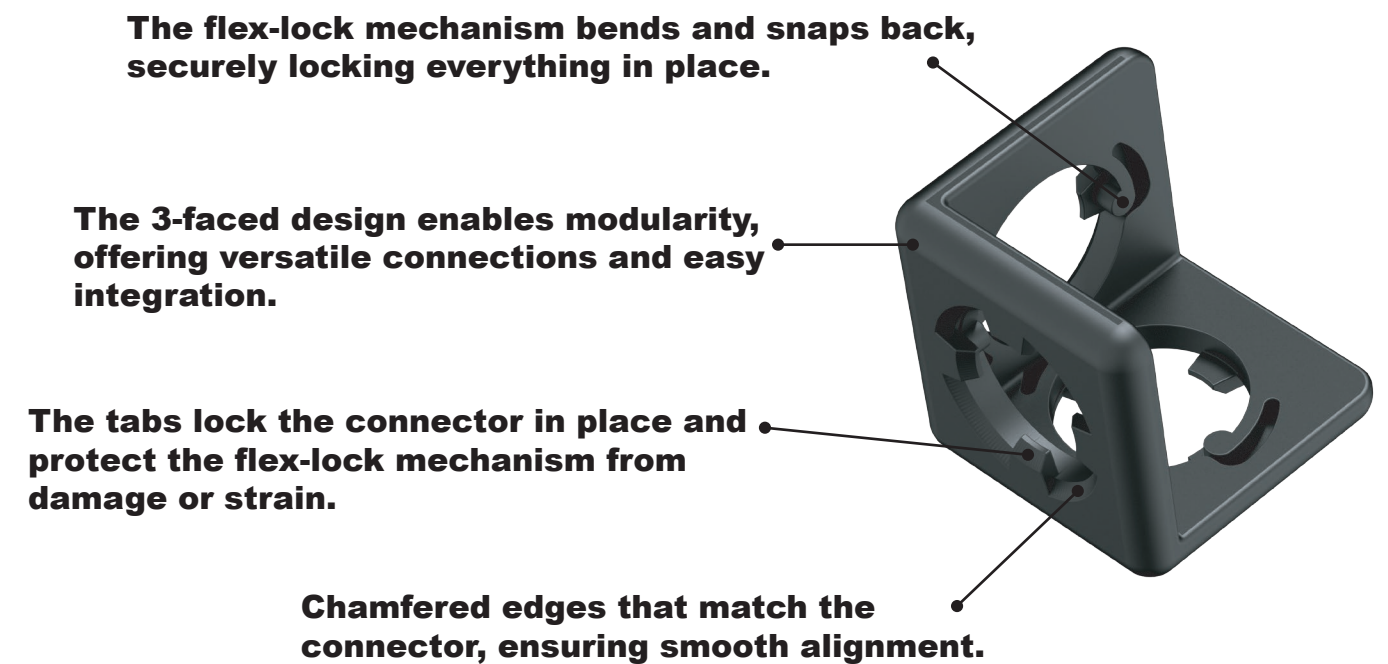 The flex-lock mechanism bends and snaps back,
securely locking everything in place.
The 3-faced design enables modularity,
offering versatile connections and easy
integration.
The tabs lock the connector in place and
protect the flex-lock mechanism from
damage or strain.
Chamfered edges that match the
connector, ensuring smooth alignment.